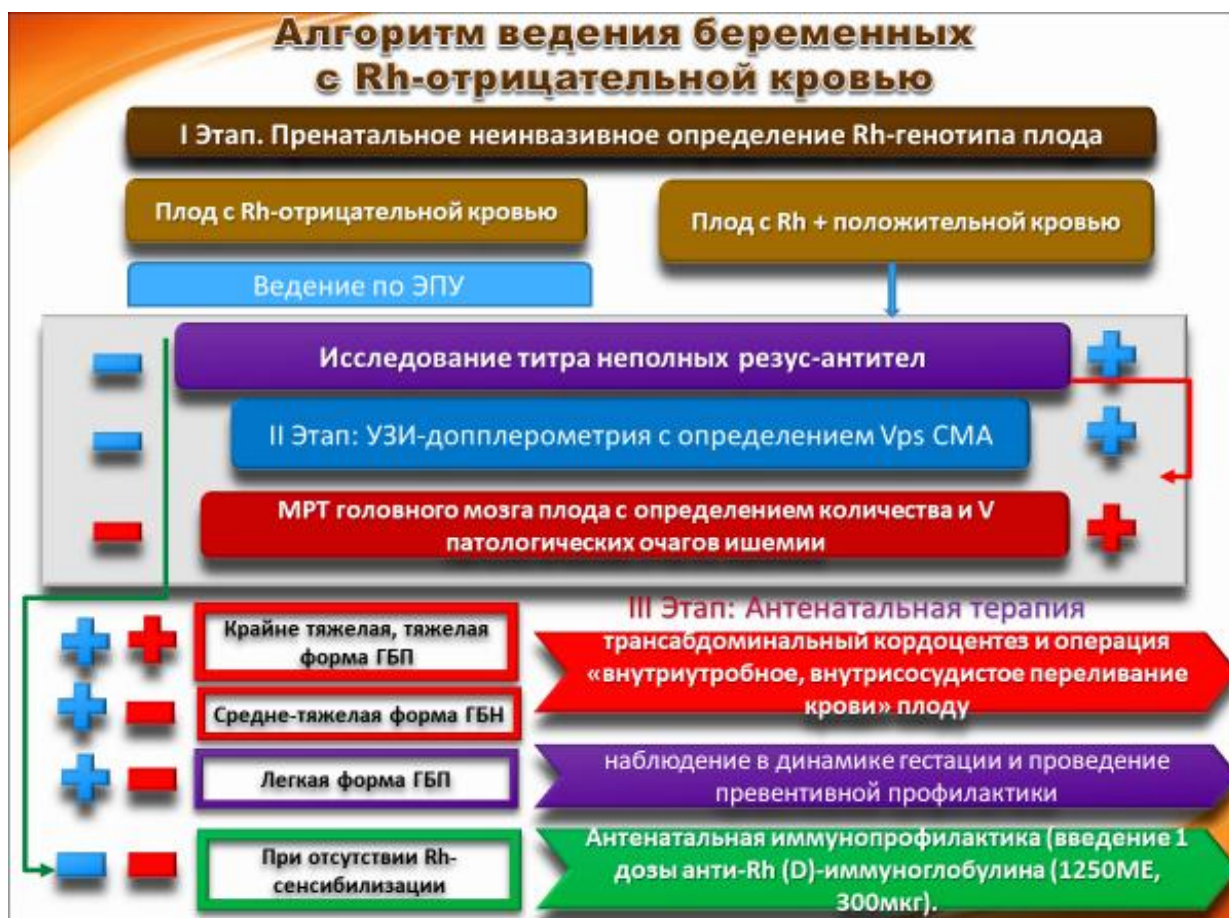 Алгоритм ведения беременных
с Rh-отрицательной кровью
I Этап. Пренатальное неинвазивное определение Rh-генотипа плода
Плод с Rh-отрицательной кровью
Плод с Rh + положительной кровью
Ведение по ЭПУ
Исследование титра неполных резус-антител
II Этап: УЗИ-допплерометрия с определением Vps СМА
МРТ головного мозга плода с определением количества и V
патологических очагов ишемии
III Этап: Антенатальная терапия
Крайне тяжелая, тяжелая
форма ГБП
трансабдоминальный кордоцентез и операция
«внутриутробное, внутрисосудистое переливание
крови» плоду
Средне-тяжелая форма ГБН
Легкая форма ГБП
наблюдение в динамике гестации и проведение
превентивной профилактики
При отсутствии Rh-
сенсибилизации
Антенатальная иммунопрофилактика (введение 1
дозы анти-Rh (D)-иммуноглобулина (1250МЕ,
300мкг).